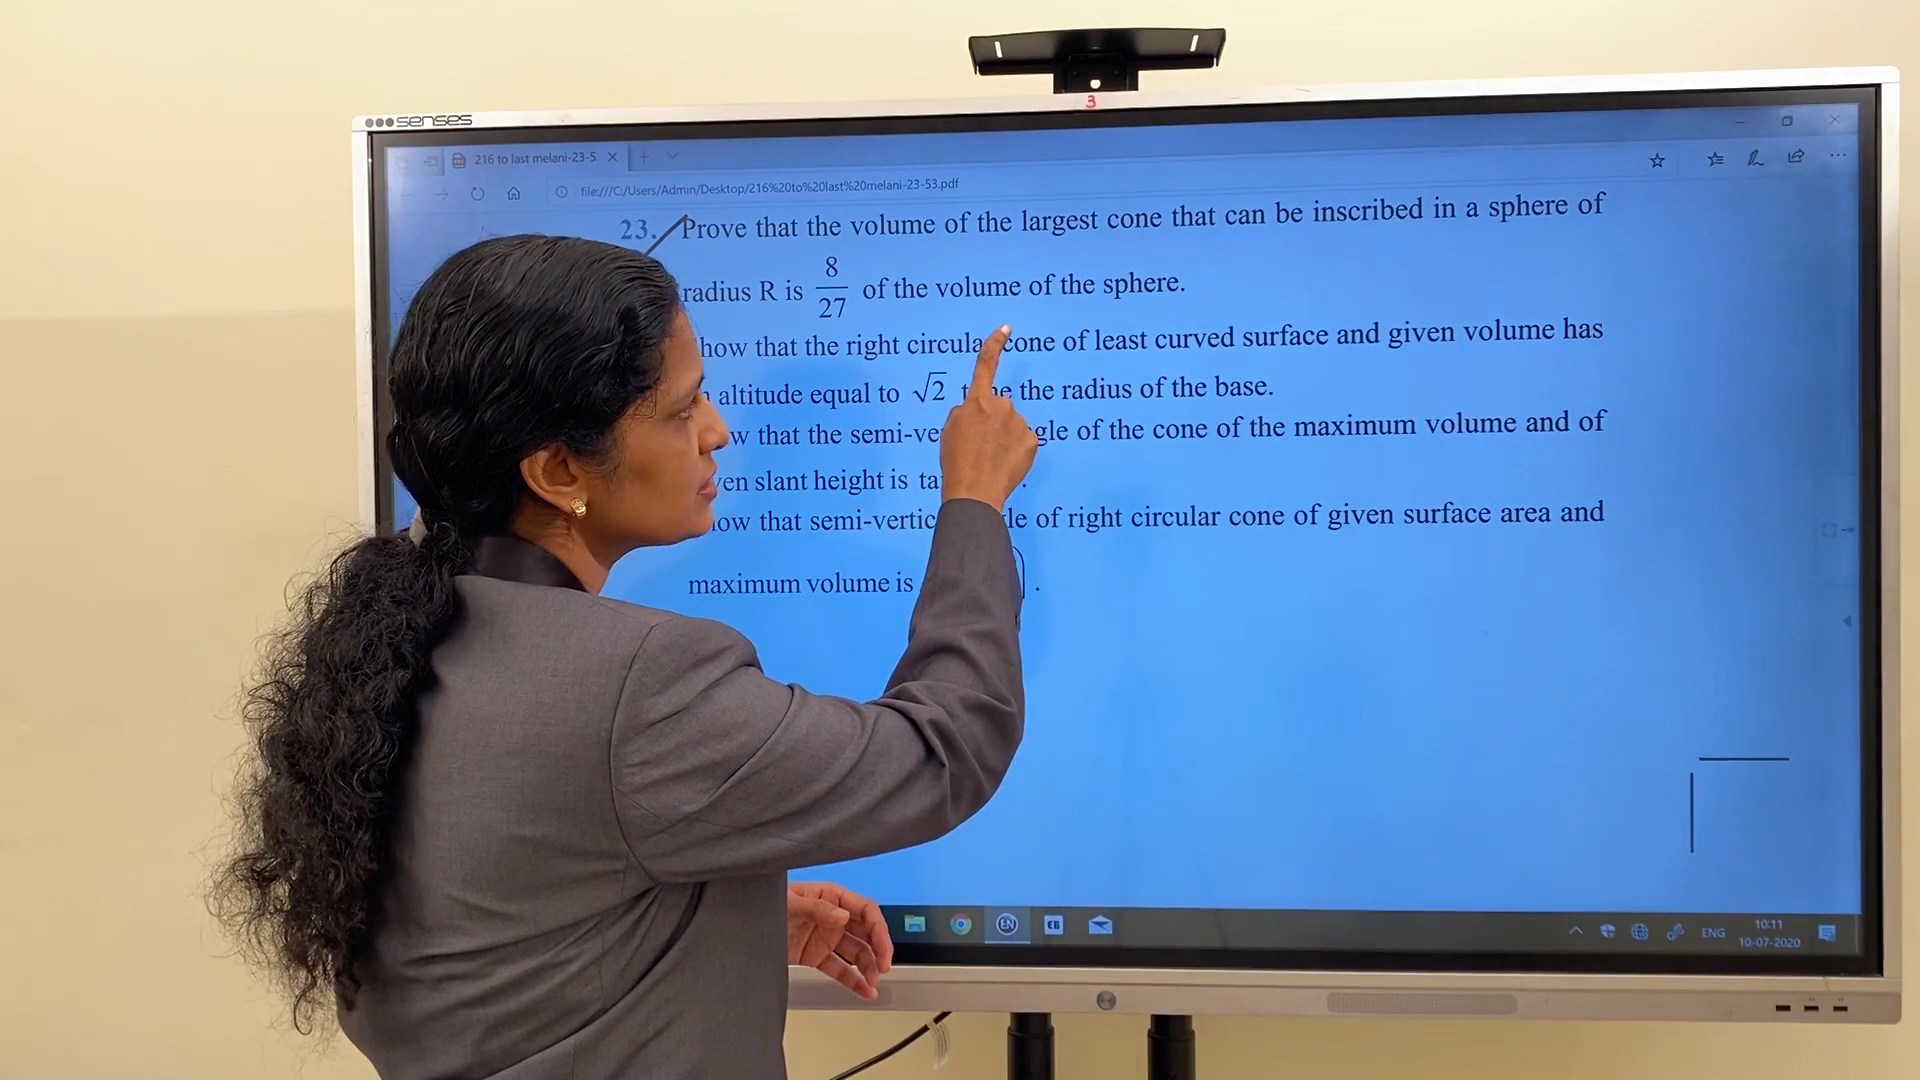 senses
3
216 to last melani-23-5.
file:///C:/Users/Admin/Desktop/216%20to%20last%20melani-23-53.pdf
23. Prove that the volume of the largest cone that can be inscribed in a sphere of
radius R is 8/27 of the volume of the sphere.
how that the right circula cone of least curved surface and given volume has
altitude equal to √2 the radius of the base.
w that the semi-ve gle of the cone of the maximum volume and of
ven slant height is ta .
ow that semi-vertic le of right circular cone of given surface area and
maximum volume is ) .
EN
ENG
10:11
10-07-2020